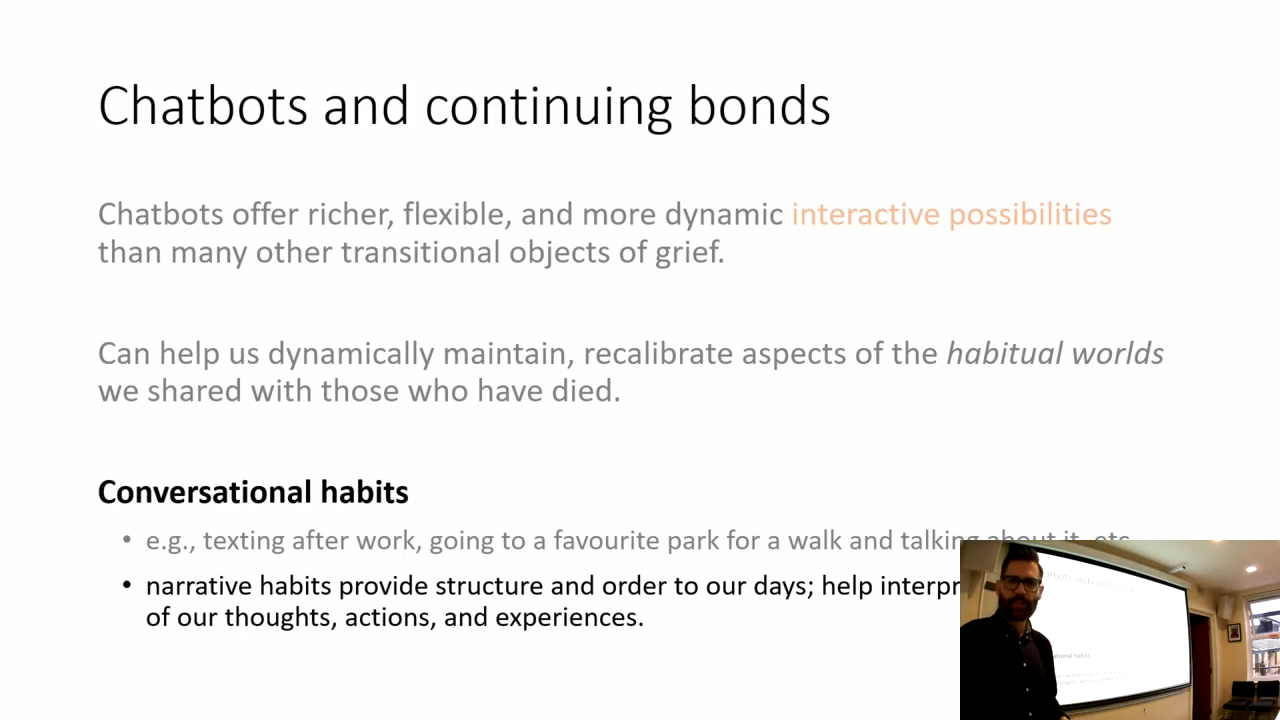 Chatbots and continuing bonds
Chatbots offer richer, flexible, and more dynamic interactive possibilities
than many other transitional objects of grief.
Can help us dynamically maintain, recalibrate aspects of the habitual worlds
we shared with those who have died.
Conversational habits
• e.g., texting after work, going to a favourite park for a walk and talking about it, etc.
• narrative habits provide structure and order to our days; help
of our thoughts, actions, and experiences.